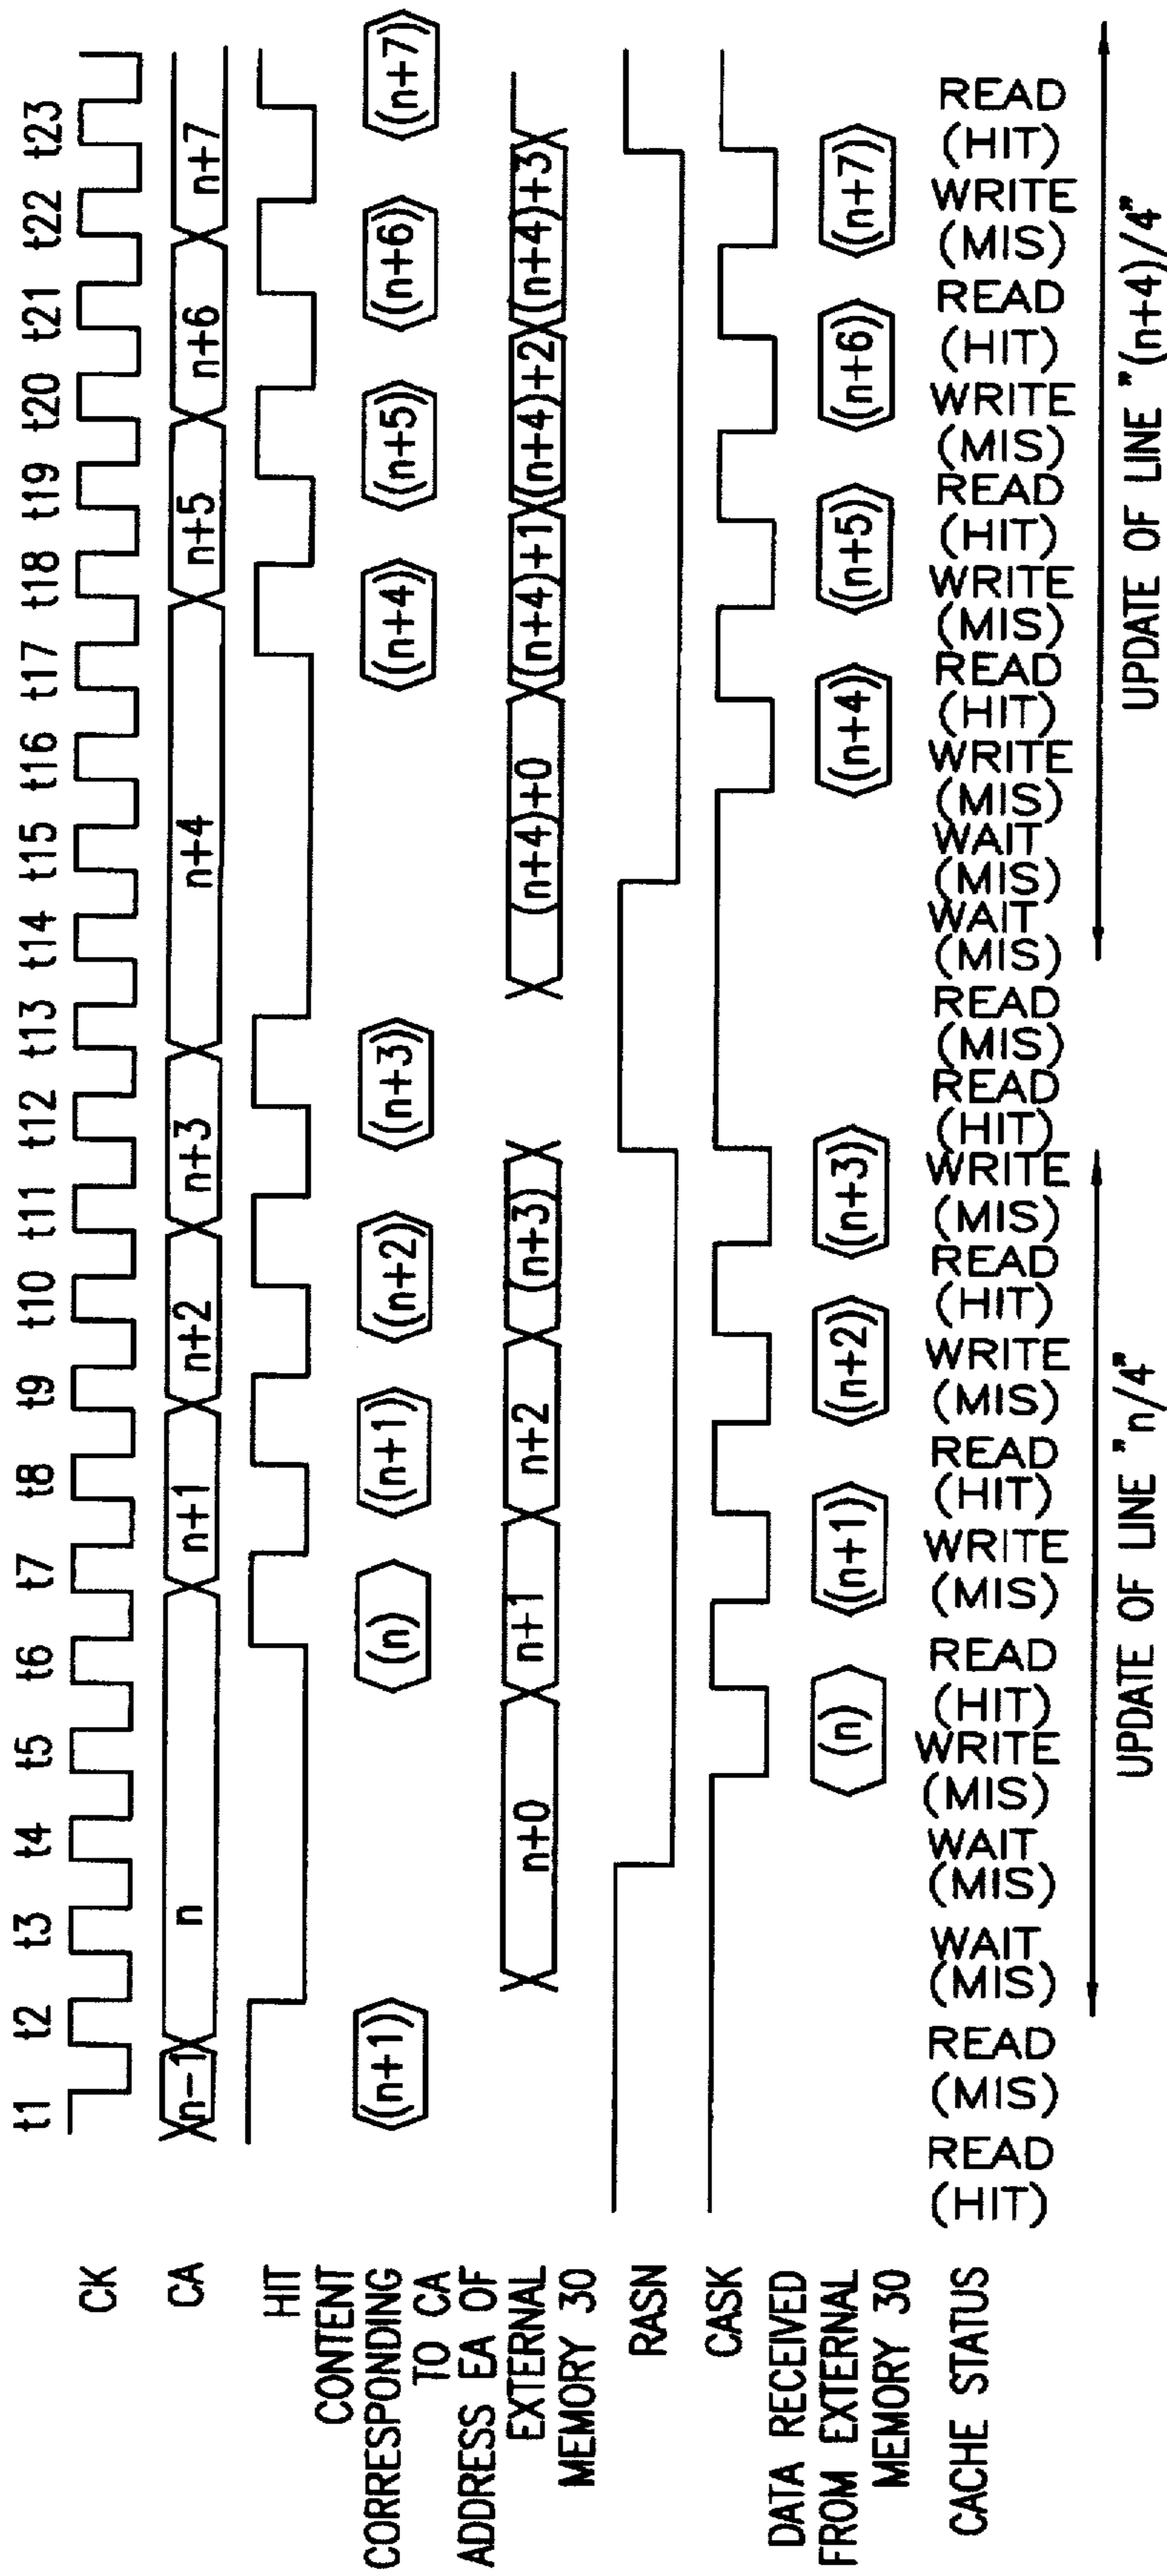 t1 t2 t3 t4 t5 t6 t7 t8 t9 t10 t11 t12 t13 t14 t15 t16 t17 t18 t19 t20 t21 t22 t23
CK
CA
n-1 n n+1 n+2 n+3 n+4 n+5 n+6 n+7
HIT
CONTENT
CORRESPONDING
TO CA
(n+1) (n) (n+1) (n+2) (n+3) (n+4) (n+5) (n+6) (n+7)
ADDRESS EA OF
EXTERNAL
MEMORY 30
n+0 n+1 n+2 (n+3) (n+4)+0 (n+4)+1 (n+4)+2 (n+4)+3
RASN
CASK
DATA RECEIVED
FROM EXTERNAL
MEMORY 30
(n) (n+1) (n+2) (n+3) (n+4) (n+5) (n+6) (n+7)
CACHE STATUS
READ READ WAIT WAIT WRITE READ WRITE READ WRITE READ WRITE READ READ WAIT WAIT WRITE READ WRITE READ WRITE READ WRITE READ
(HIT) (MIS) (MIS) (MIS) (MIS) (HIT) (MIS) (HIT) (MIS) (HIT) (MIS) (HIT) (MIS) (MIS) (MIS) (MIS) (HIT) (MIS) (HIT) (MIS) (HIT) (MIS) (HIT)
UPDATE OF LINE "n/4" UPDATE OF LINE "(n+4)/4"